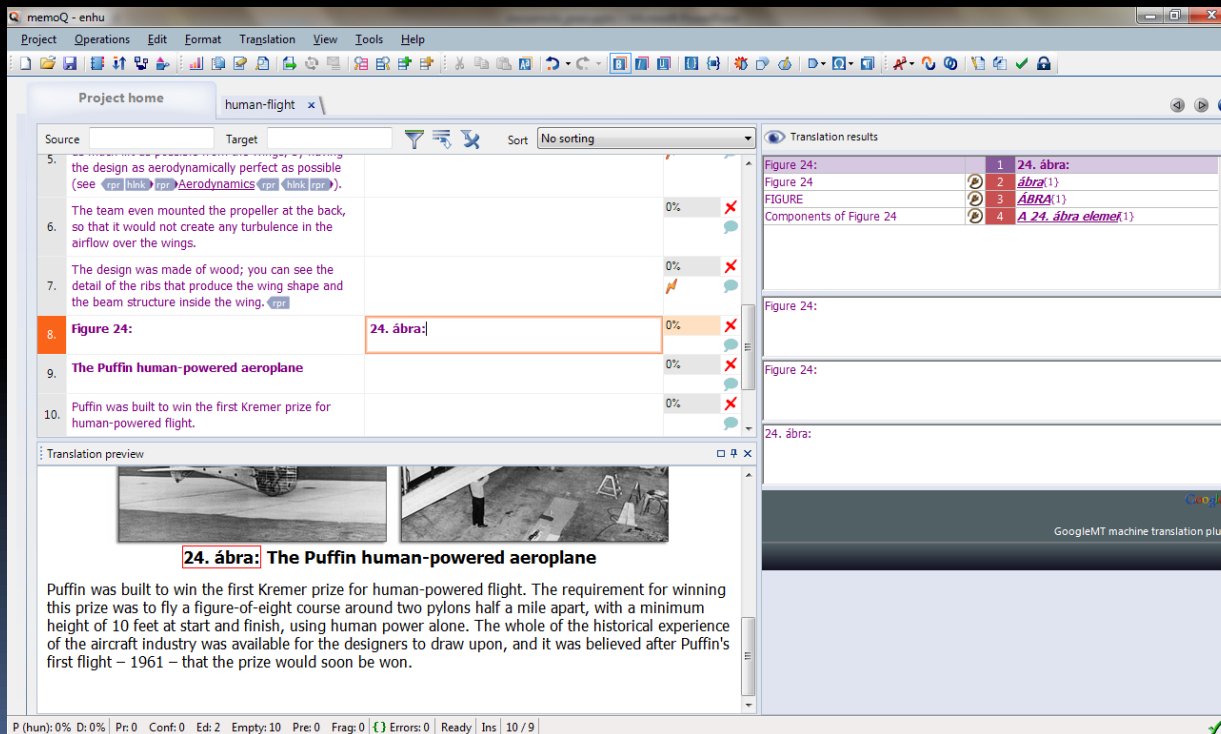 memoQ - enhu
Project Operations Edit Format Translation View Tools Help
Project home
human-flight x
Source Target Sort No sorting
5.
the design as aerodynamically perfect as possible
(see rpr hlnk rpr Aerodynamics rpr hlnk rpr ).
6.
The team even mounted the propeller at the back,
so that it would not create any turbulence in the
airflow over the wings.
0%
7.
The design was made of wood; you can see the
detail of the ribs that produce the wing shape and
the beam structure inside the wing. rpr
0%
8. Figure 24: 24. ábra: 0%
9. The Puffin human-powered aeroplane 0%
10.
Puffin was built to win the first Kremer prize for
human-powered flight.
0%
Translation preview
24. ábra: The Puffin human-powered aeroplane
Puffin was built to win the first Kremer prize for human-powered flight. The requirement for winning
this prize was to fly a figure-of-eight course around two pylons half a mile apart, with a minimum
height of 10 feet at start and finish, using human power alone. The whole of the historical experience
of the aircraft industry was available for the designers to draw upon, and it was believed after Puffin's
first flight – 1961 – that the prize would soon be won.
Translation results
Figure 24: 1 24. ábra:
Figure 24 2 ábra{1}
FIGURE 3 ÁBRA{1}
Components of Figure 24 4 A 24. ábra elemei{1}
Figure 24:
Figure 24:
24. ábra:
GoogleMT machine translation plu
P (hun): 0% D: 0% Pr: 0 Conf: 0 Ed: 2 Empty: 10 Pre: 0 Frag: 0 {} Errors: 0 Ready Ins 10 / 9